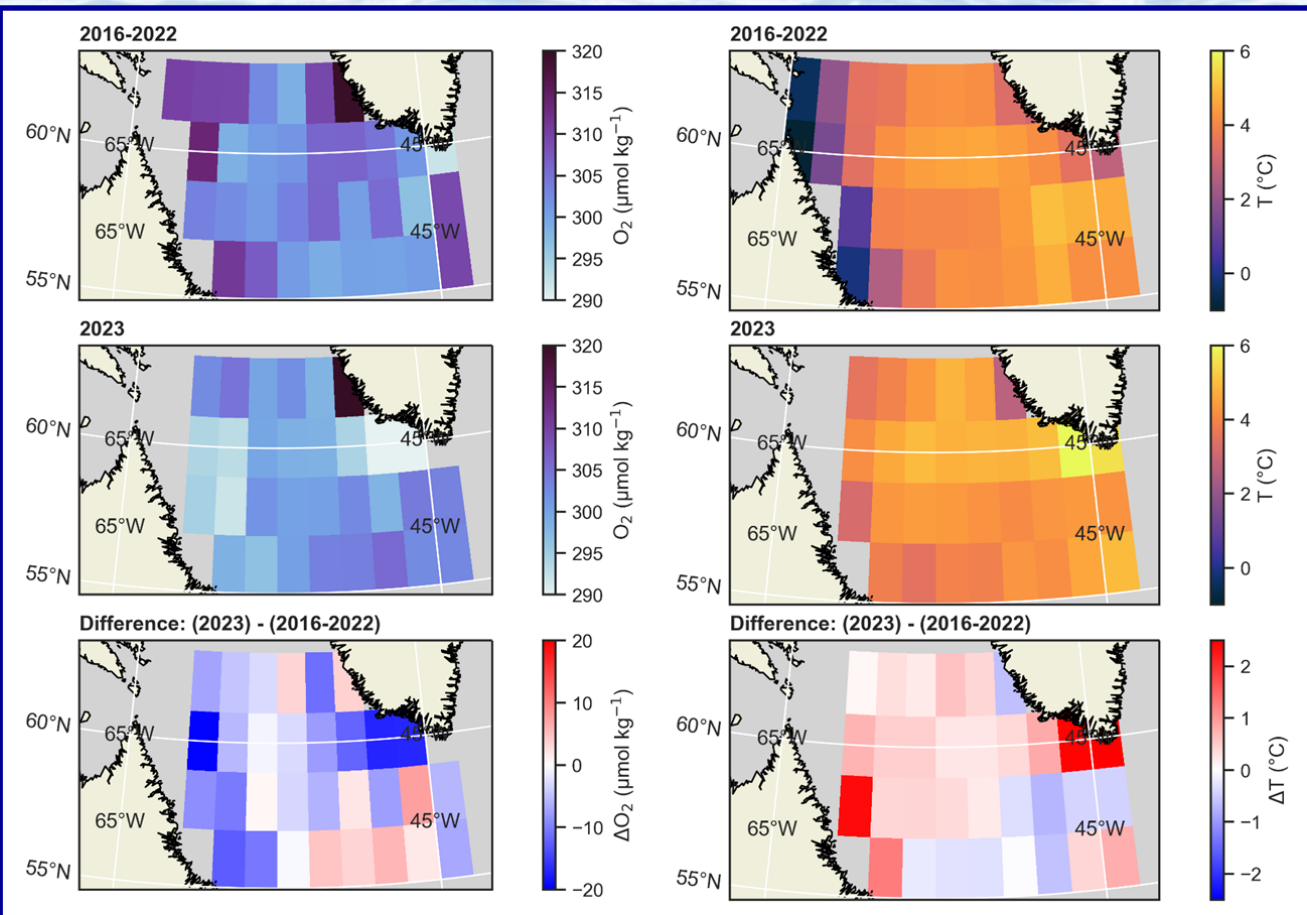 2016-2022
60°N
55°N
65°W
65°W
45°W
45°W
320
315
310
305
300
295
290
O₂ (µmol kg⁻¹)
2016-2022
60°N
55°N
65°W
65°W
45
45°W
6
4
2
0
T (°C)
2023
60°N
55°N
65°W
65°W
45°W
45°W
320
315
310
305
300
295
290
O₂ (µmol kg⁻¹)
2023
60°N
55°N
65°W
65°W
45°W
45°W
6
4
2
0
T (°C)
Difference: (2023) - (2016-2022)
60°N
55°N
65°W
65°W
45°W
45°W
20
10
0
−10
−20
ΔO₂ (µmol kg⁻¹)
Difference: (2023) - (2016-2022)
60°N
55°N
65°W
65°W
45°W
45°W
2
1
0
−1
−2
ΔT (°C)